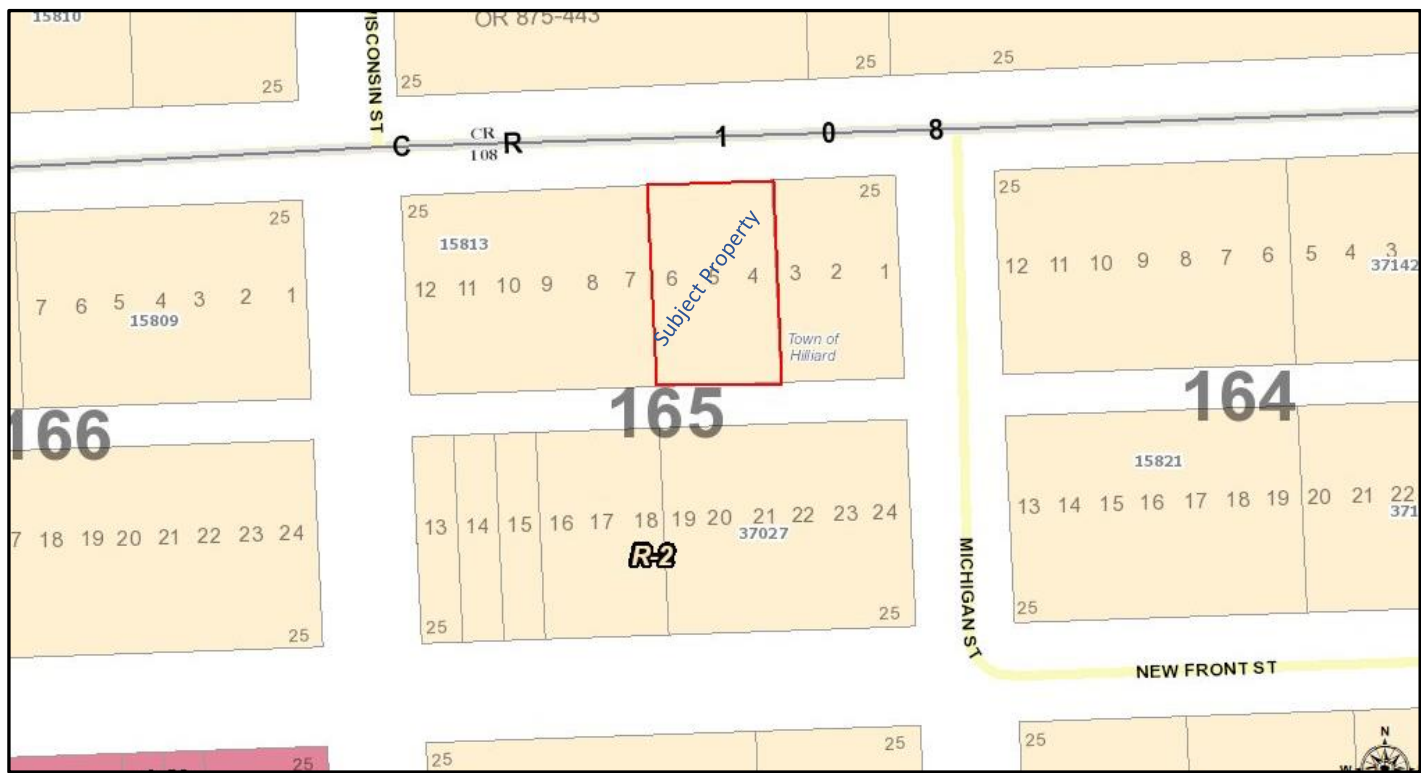 15810
OR 875-443
25
25
25
25
WISCONSIN ST
CR
108
C R 1 0 8
25
25
25
25
15813
12 11 10 9 8 7 6 5 4 3 2 1
Subject Property
Town of
Hilliard
7 6 5 4 3 2 1
15809
12 11 10 9 8 7 6 5 4 3
37142
166
165
164
15821
13 14 15 16 17 18 19 20 21 22
7 18 19 20 21 22 23 24
13 14 15 16 17 18 19 20 21 22 23 24
37027
R-2
25
25
25
25
MICHIGAN ST
NEW FRONT ST
25
25
25
25
N
W